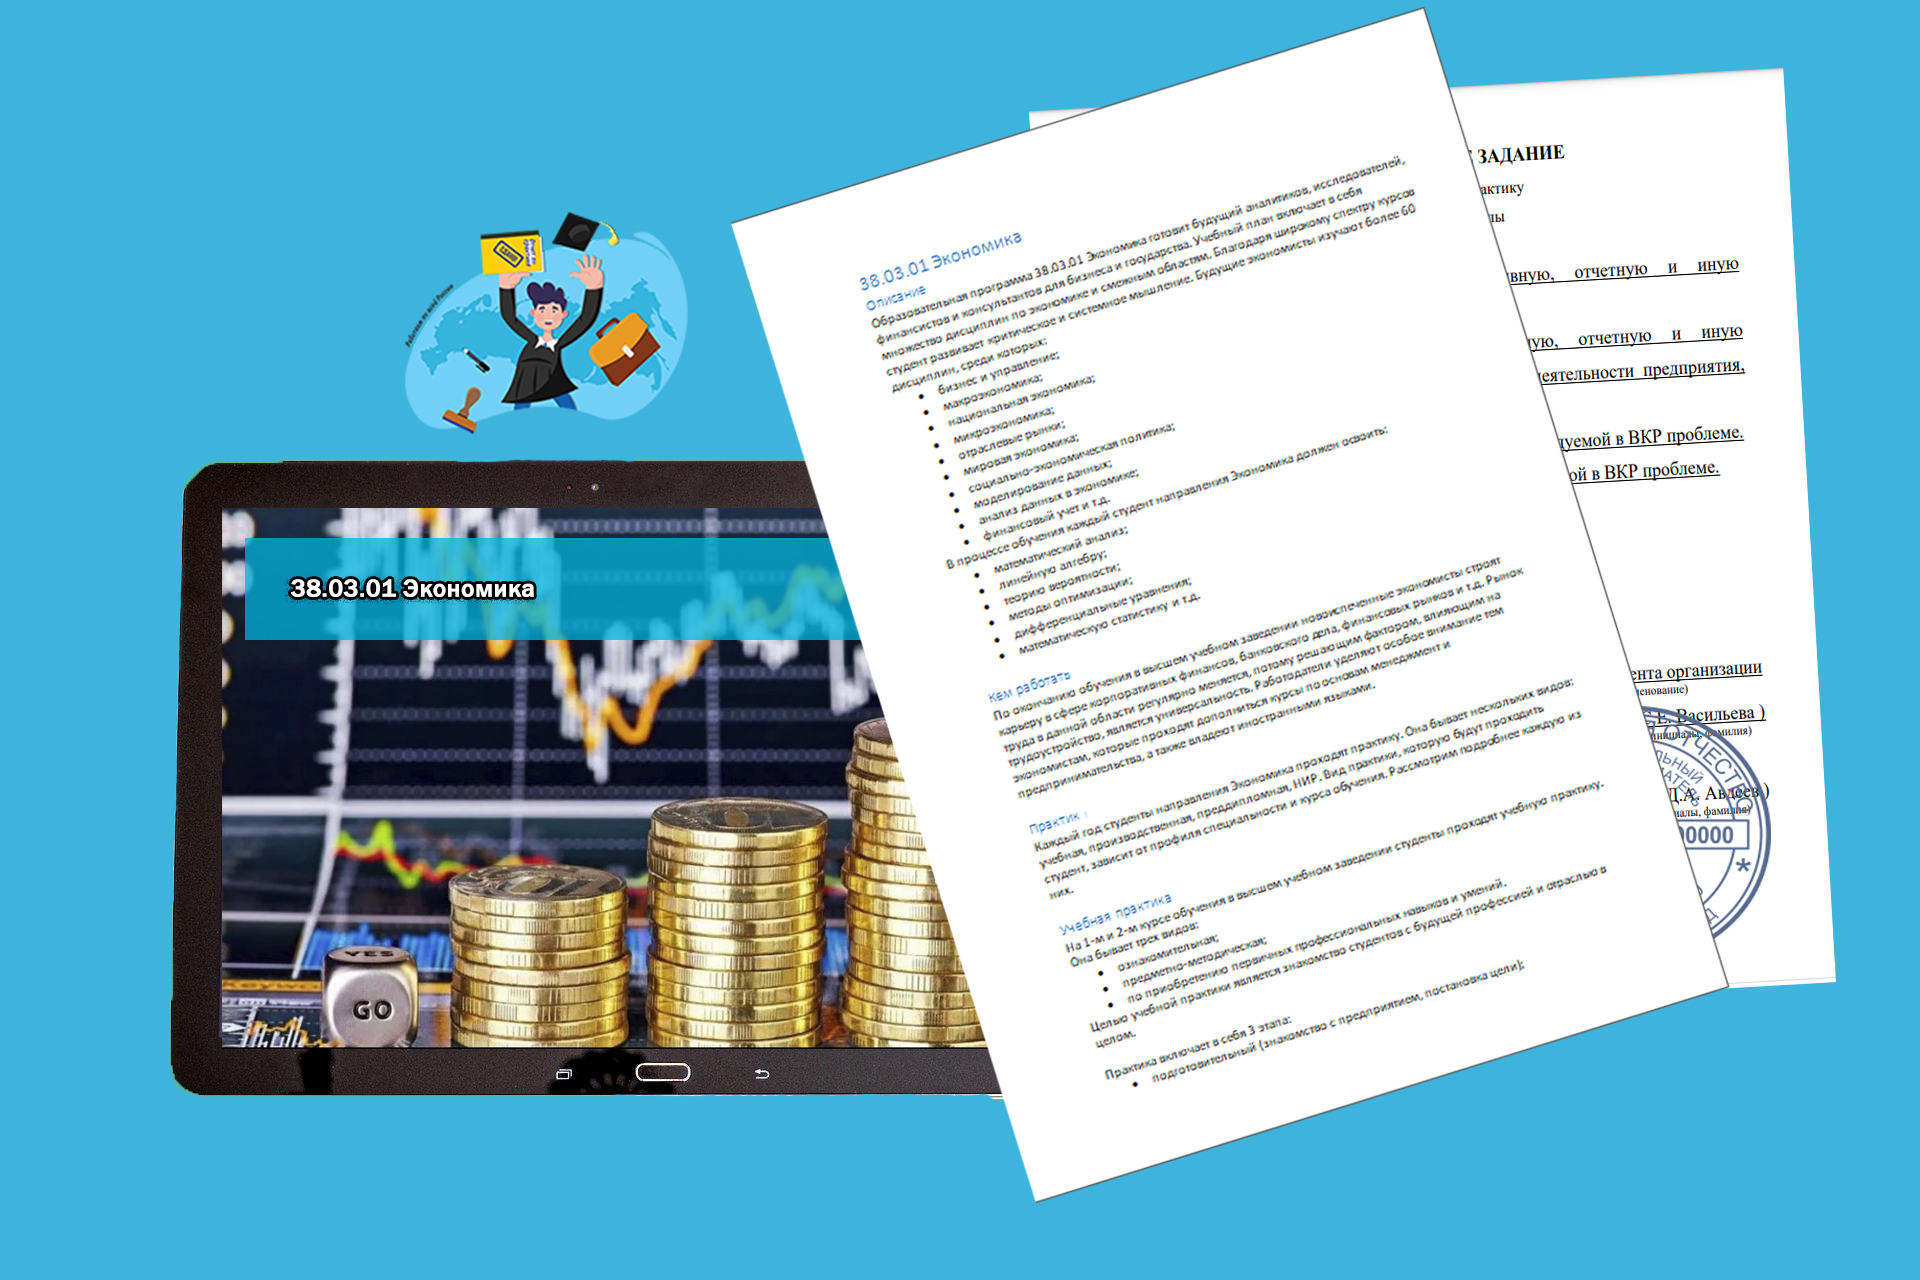 Работаем по всей России
38.03.01 Экономика
YES
GO
38.03.01 Экономика
Описание
Образовательная программа 38.03.01 Экономика готовит будущий аналитиков, исследователей,
финансистов и консультантов для бизнеса и государства. Учебный план включает в себя
множество дисциплин по экономике и смежным областям. Благодаря широкому спектру курсов
студент развивает критическое и системное мышление. Будущие экономисты изучают более 60
дисциплин, среди которых:
• бизнес и управление;
• макроэкономика;
• национальная экономика;
• микроэкономика;
• отраслевые рынки;
• мировая экономика;
• социально-экономическая политика;
• моделирование данных;
• анализ данных в экономике;
• финансовый учет и т.д.
В процессе обучения каждый студент направления Экономика должен освоить:
• математический анализ;
• линейную алгебру;
• теорию вероятности;
• методы оптимизации;
• дифференциальные уравнения;
• математическую статистику и т.д.
Кем работать
По окончанию обучения в высшем учебном заведении новоиспеченные экономисты строят
карьеру в сфере корпоративных финансов, банковского дела, финансовых рынков и т.д. Рынок
труда в данной области регулярно меняется, потому решающим фактором, влияющим на
трудоустройство, является универсальность. Работодатели уделяют особое внимание тем
экономистам, которые проходят дополниться курсы по основам менеджмент и
предпринимательства, а также владеют иностранными языками.
Практик
Каждый год студенты направления Экономика проходят практику. Она бывает нескольких видов:
учебная, производственная, преддипломная, НИР. Вид практики, которую будут проходить
студент, зависит от профиля специальности и курса обучения. Рассмотрим подробнее каждую из
них.
Учебная практика
На 1-м и 2-м курсе обучения в высшем учебном заведении студенты проходят учебную практику.
Она бывает трех видов:
• ознакомительная;
• предметно-методическая;
• по приобретению первичных профессиональных навыков и умений.
Целью учебной практики является знакомство студентов с будущей профессией и отраслью в
целом.
Практика включает в себя 3 этапа:
• подготовительный (знакомство с предприятием, постановка цели);
ЗАДАНИЕ
актику
лы
вную, отчетную и иную
ную, отчетную и иную
деятельности предприятия,
дуемой в ВКР проблеме.
ой в ВКР проблеме.
ента организации
менование)
С.Е. Васильева )
инициалы, фамилия)
Д.А. Авдеев )
иалы, фамилия)
ОТЧЕСТВО
0000
*